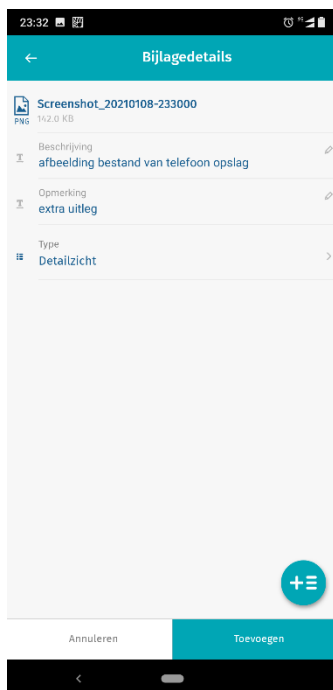 23:32
Bijlagedetails
Screenshot_20210108-233000
PNG
142.0 KB
Beschrijving
afbeelding bestand van telefoon opslag
Opmerking
extra uitleg
Type
Detailzicht
Annuleren
Toevoegen